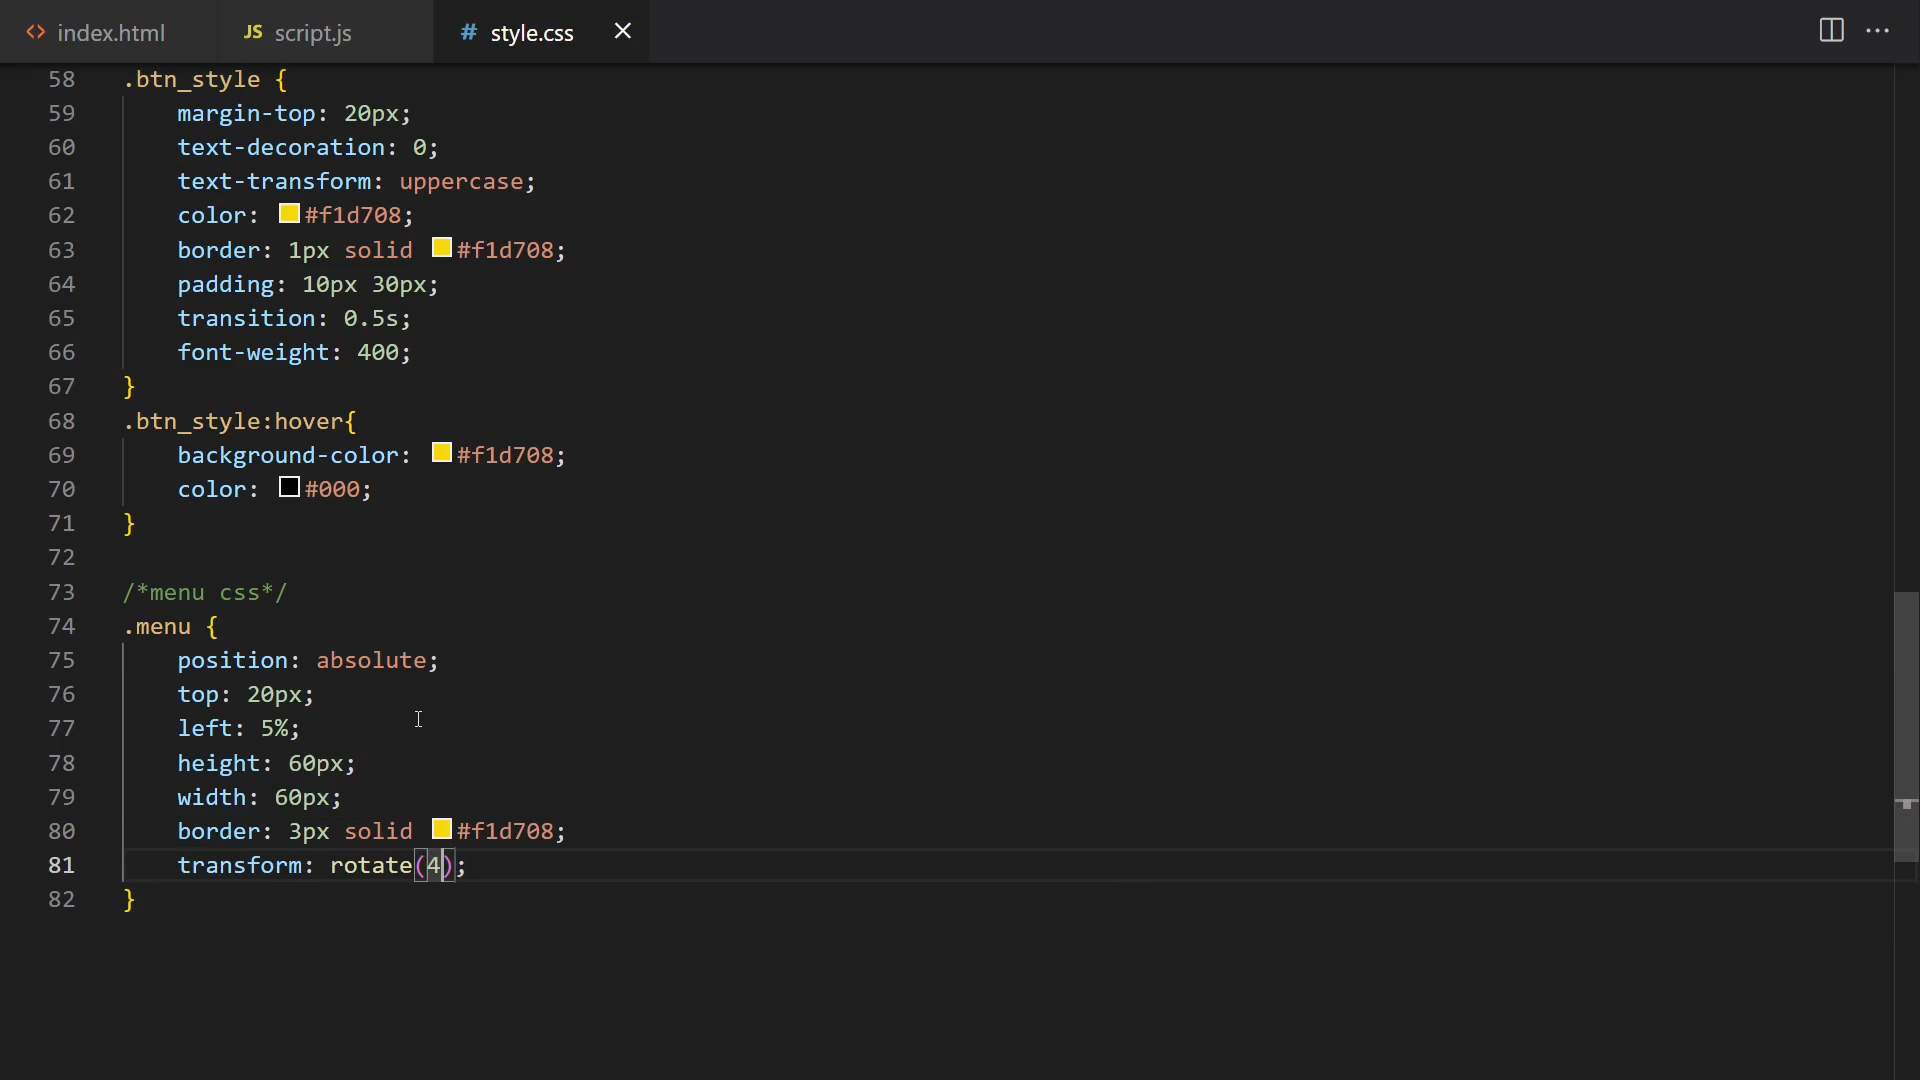 <> index.html JS script.js # style.css
58 .btn_style {
59 margin-top: 20px;
60 text-decoration: 0;
61 text-transform: uppercase;
62 color: #f1d708;
63 border: 1px solid #f1d708;
64 padding: 10px 30px;
65 transition: 0.5s;
66 font-weight: 400;
67 }
68 .btn_style:hover{
69 background-color: #f1d708;
70 color: #000;
71 }
72
73 /*menu css*/
74 .menu {
75 position: absolute;
76 top: 20px;
77 left: 5%;
78 height: 60px;
79 width: 60px;
80 border: 3px solid #f1d708;
81 transform: rotate(4);
82 }